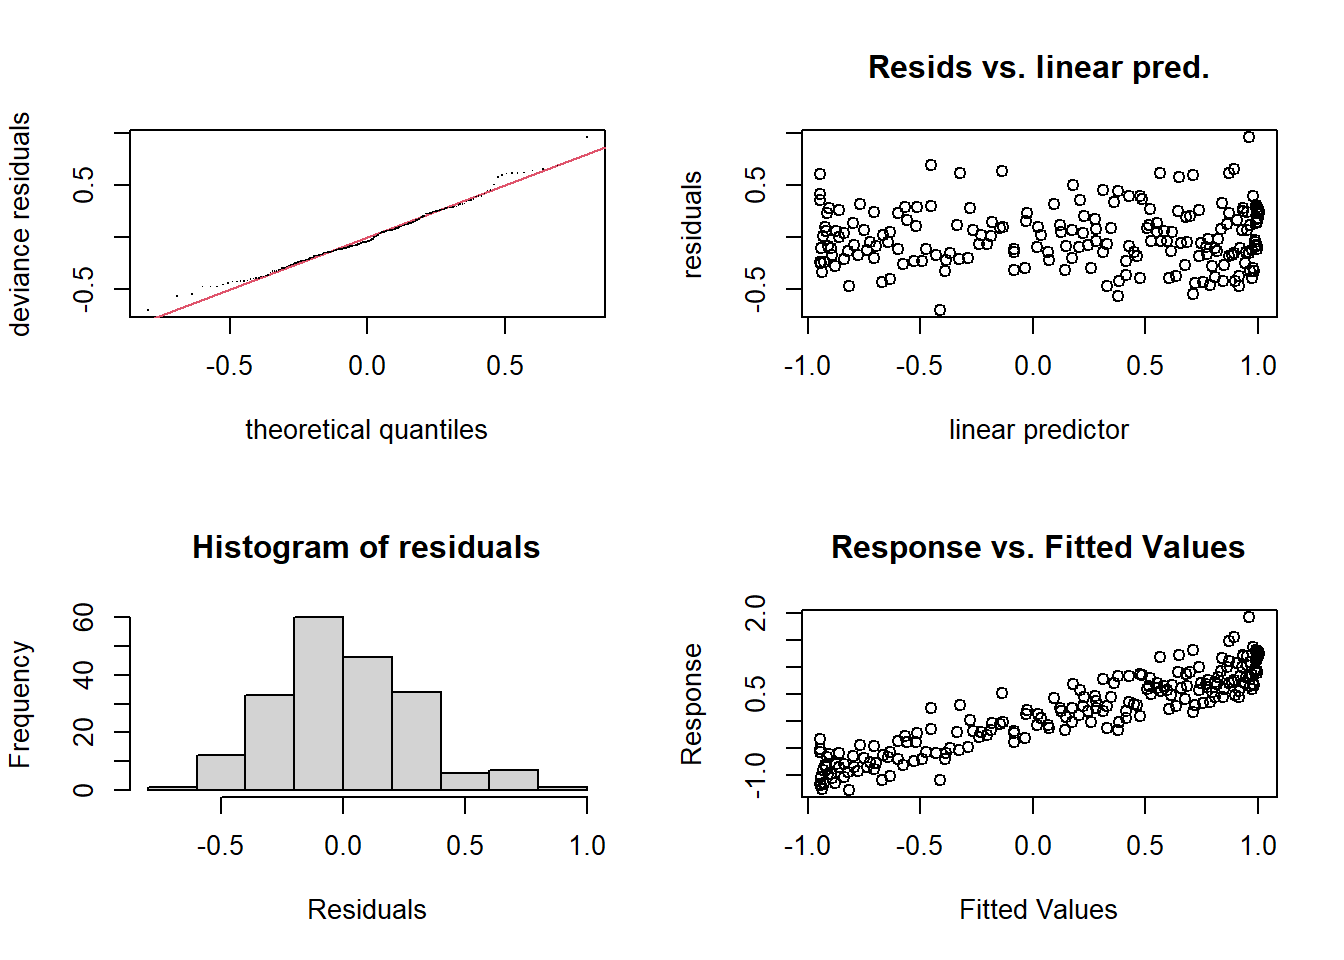 deviance residuals
-0.5
0.5
-0.5
0.0
0.5
theoretical quantiles
Resids vs. linear pred.
residuals
-0.5
0.5
-1.0
-0.5
0.0
0.5
1.0
linear predictor
Histogram of residuals
Frequency
0
20
40
60
-0.5
0.0
0.5
1.0
Residuals
Response vs. Fitted Values
Response
-1.0
0.5
2.0
-1.0
-0.5
0.0
0.5
1.0
Fitted Values